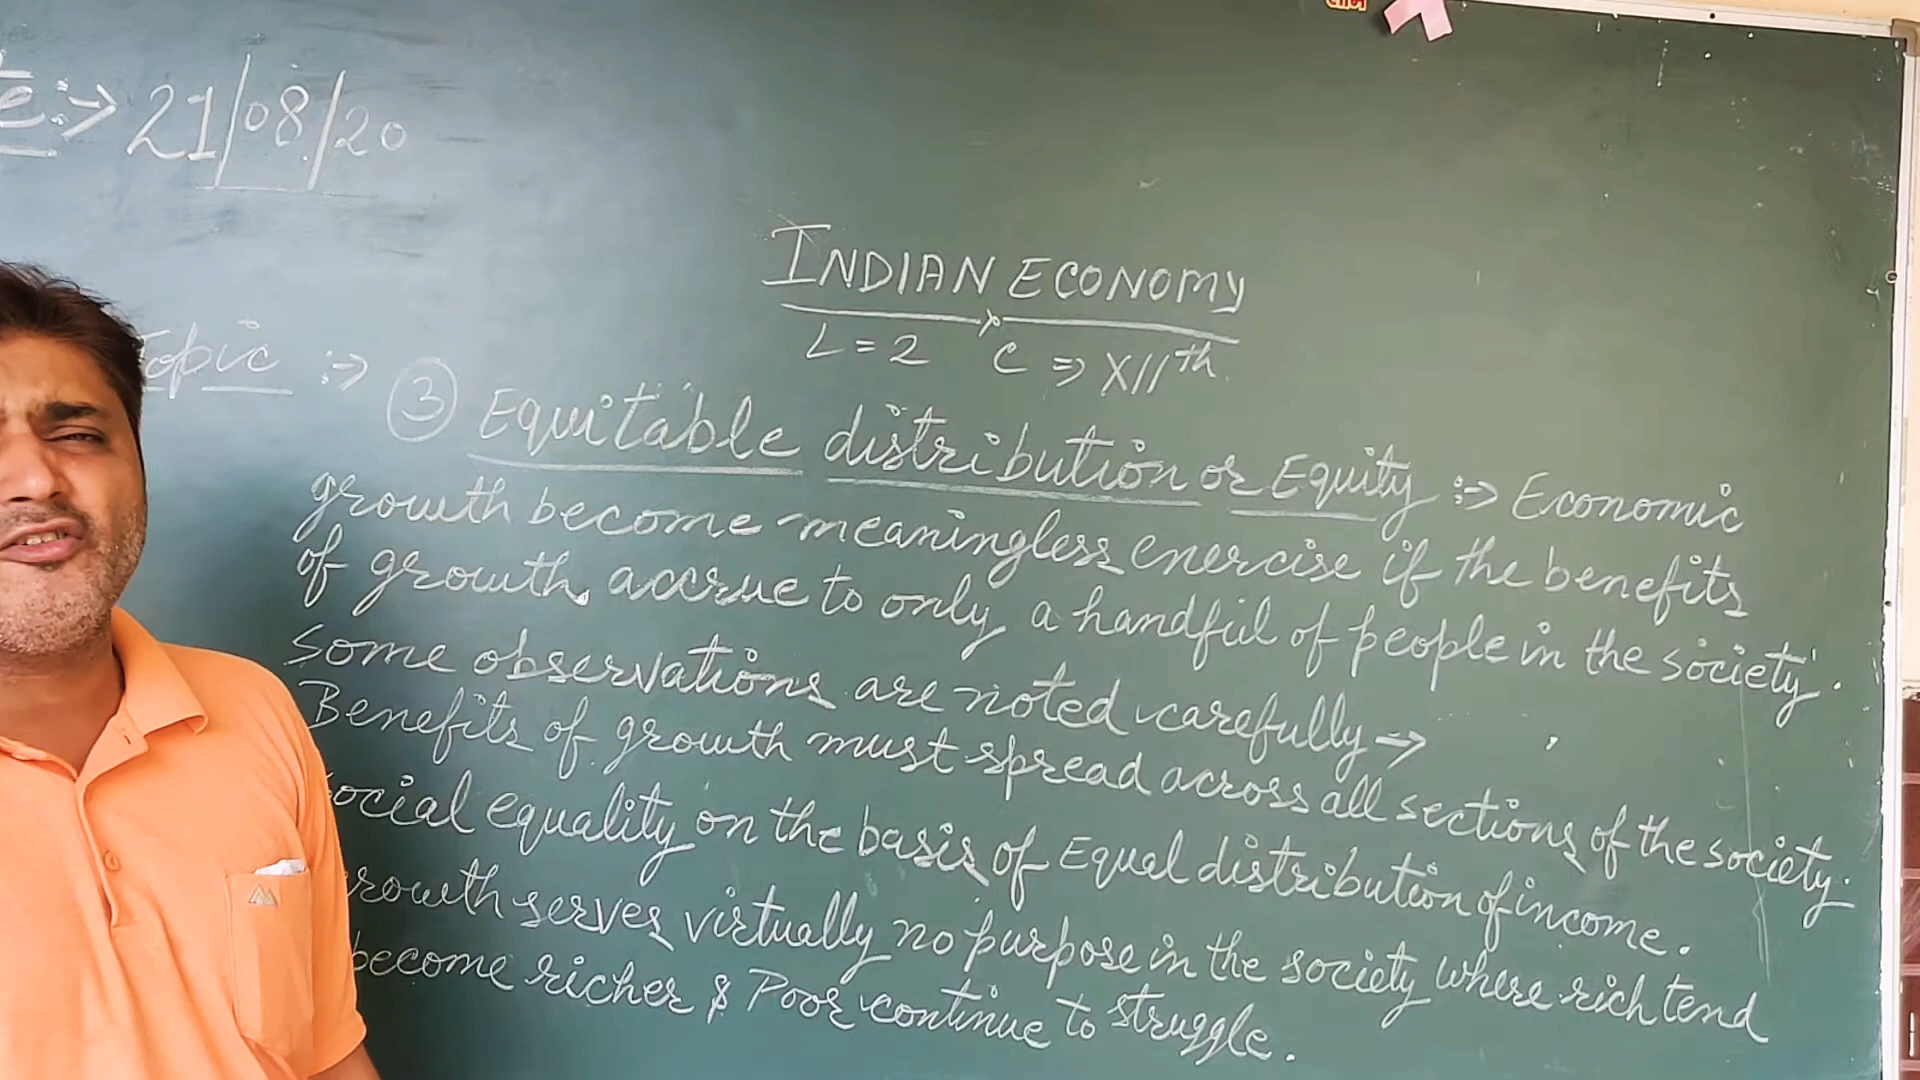 e :-> 21/08/20
INDIAN ECONOMY
L = 2 C => XIIth
Topic :->
③ Equitable distribution or Equity :-> Economic
growth become meaningless enercise if the benefits
of growth accrue to only a handful of people in the society.
Some observations are noted carefully ->
Benefits of growth must spread across all sections of the society.
Social equality on the basis of Equal distribution of income.
rowth serves virtually no purpose in the society where rich tend
become richer & Poor continue to struggle.